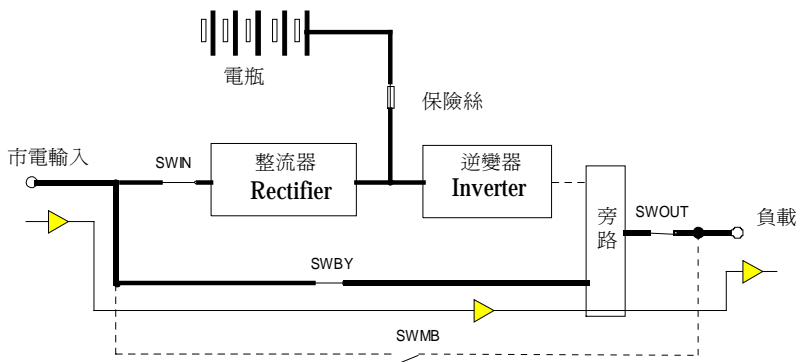 電瓶
保險絲
市電輸入
SWIN
整流器
Rectifier
逆變器
Inverter
旁路
SWOUT
負載
SWBY
SWMB